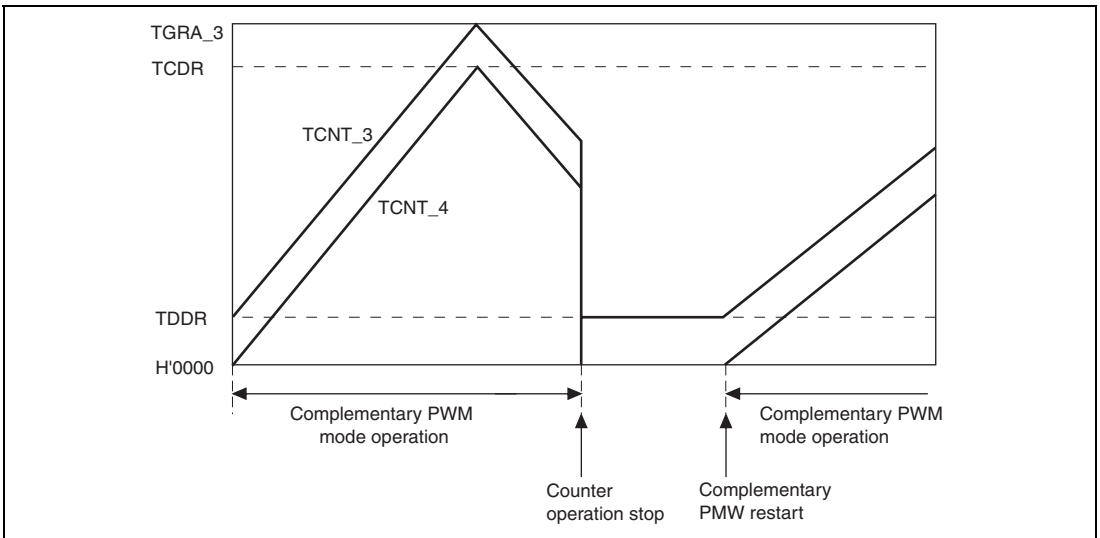 TGRA_3
TCDR
TCNT_3
TCNT_4
TDDR
H'0000
Complementary PWM
mode operation
Complementary PWM
mode operation
Counter
operation stop
Complementary
PMW restart